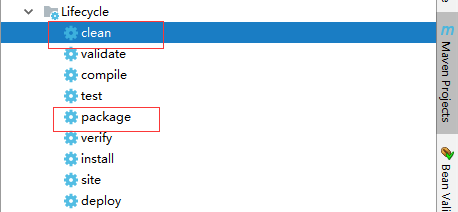 Lifecycle
clean
validate
compile
test
package
verify
install
site
deploy
Maven Projects
Bean Vali